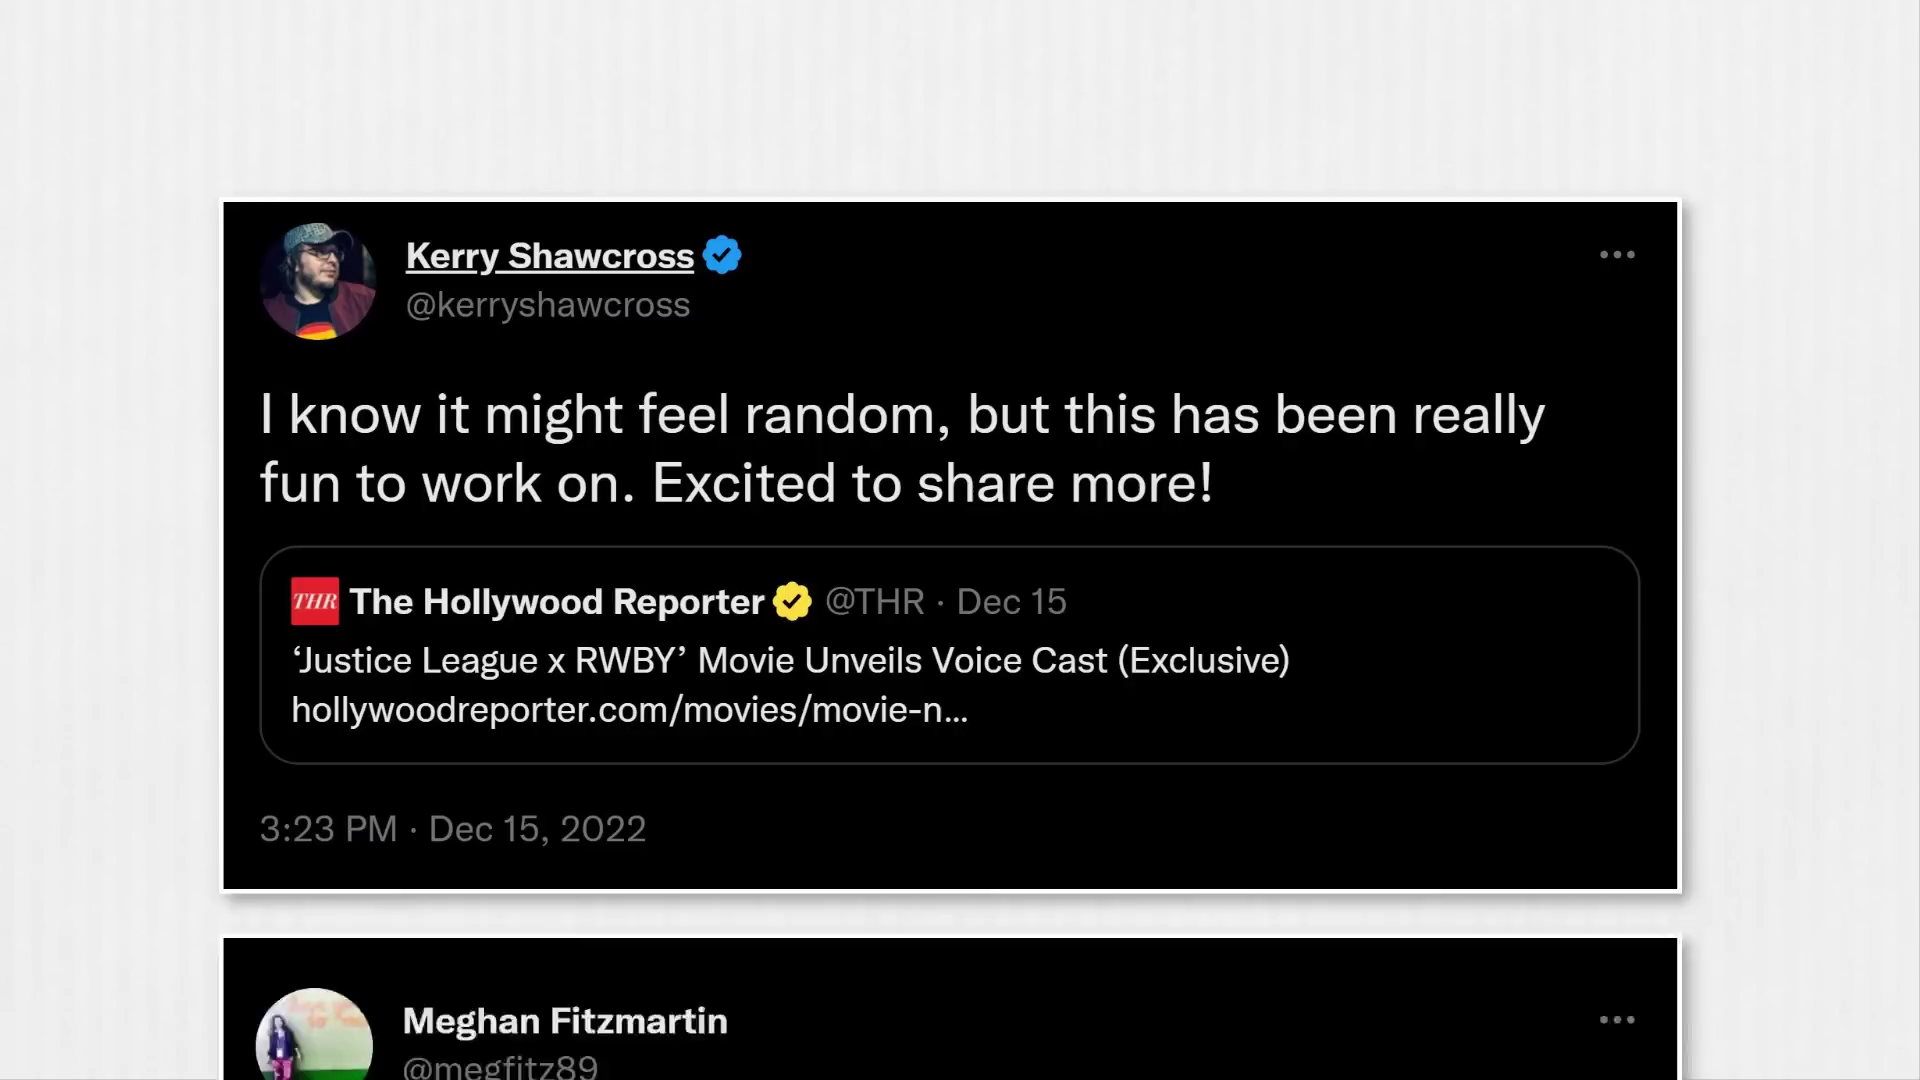 Kerry Shawcross
@kerryshawcross
I know it might feel random, but this has been really
fun to work on. Excited to share more!
THR The Hollywood Reporter @THR · Dec 15
‘Justice League x RWBY’ Movie Unveils Voice Cast (Exclusive)
hollywoodreporter.com/movies/movie-n...
3:23 PM · Dec 15, 2022
Meghan Fitzmartin
@megfitz89